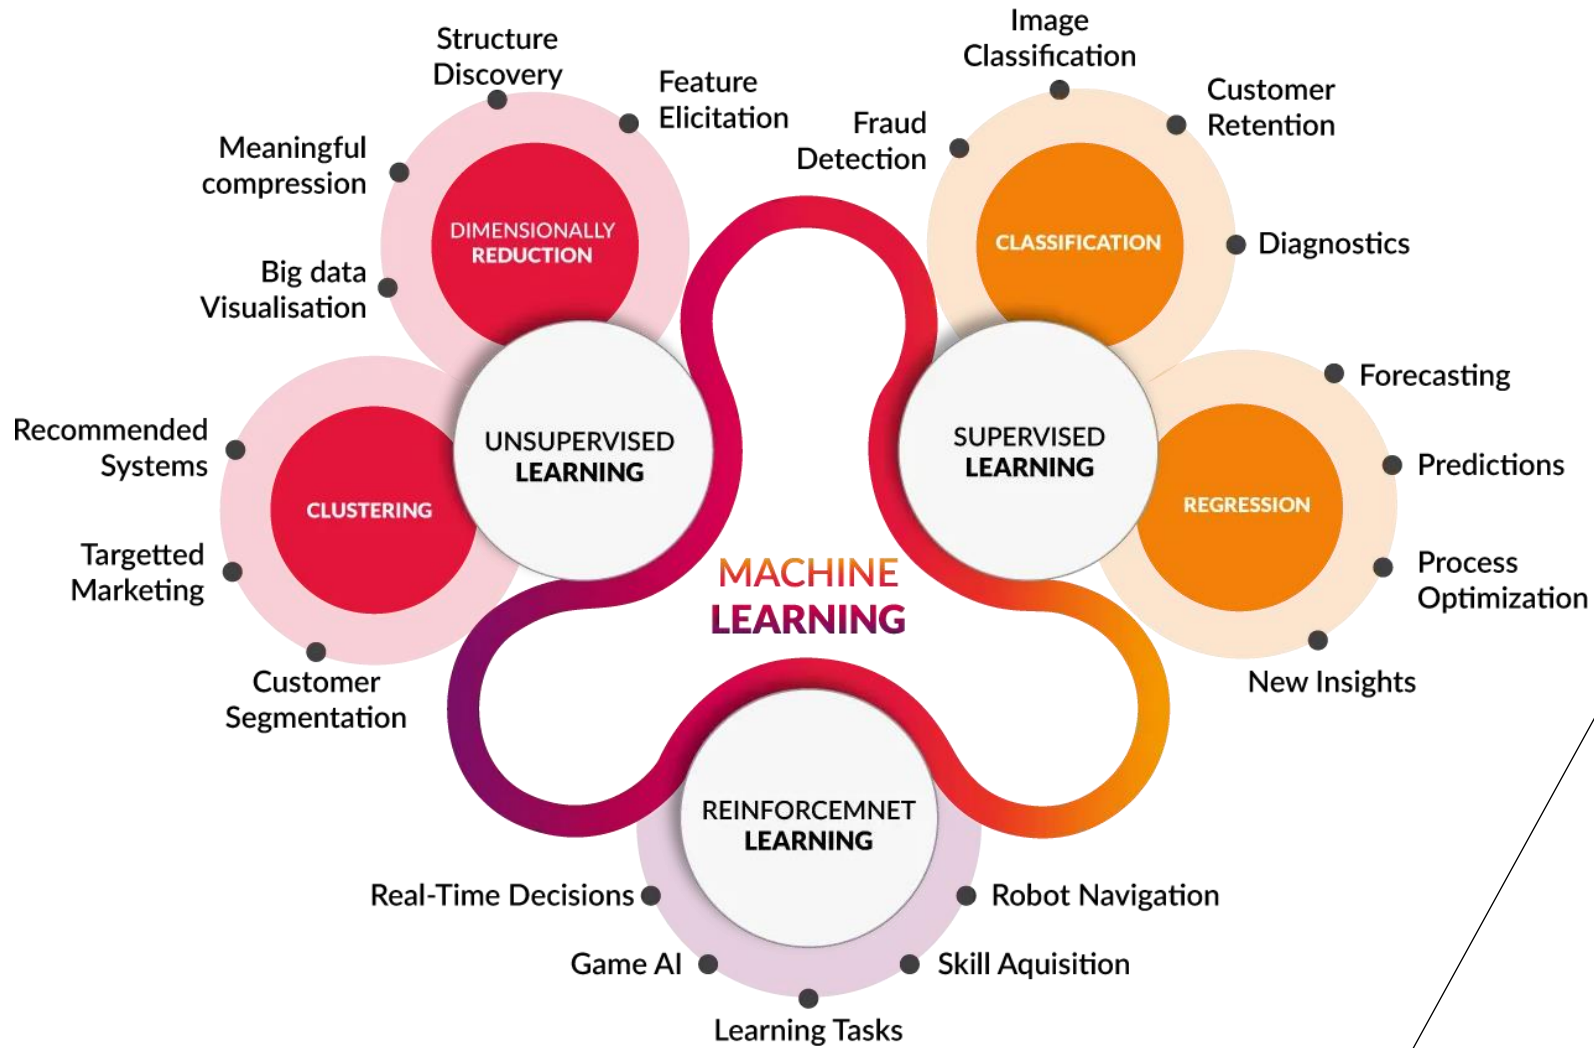 Structure
Discovery
Feature
Elicitation
Meaningful
compression
Big data
Visualisation
DIMENSIONALLY
REDUCTION
Recommended
Systems
Targetted
Marketing
Customer
Segmentation
CLUSTERING
UNSUPERVISED
LEARNING
Image
Classification
Customer
Retention
Fraud
Detection
Diagnostics
CLASSIFICATION
SUPERVISED
LEARNING
Forecasting
Predictions
Process
Optimization
New Insights
REGRESSION
MACHINE
LEARNING
REINFORCEMNET
LEARNING
Real-Time Decisions
Robot Navigation
Game AI
Skill Aquisition
Learning Tasks